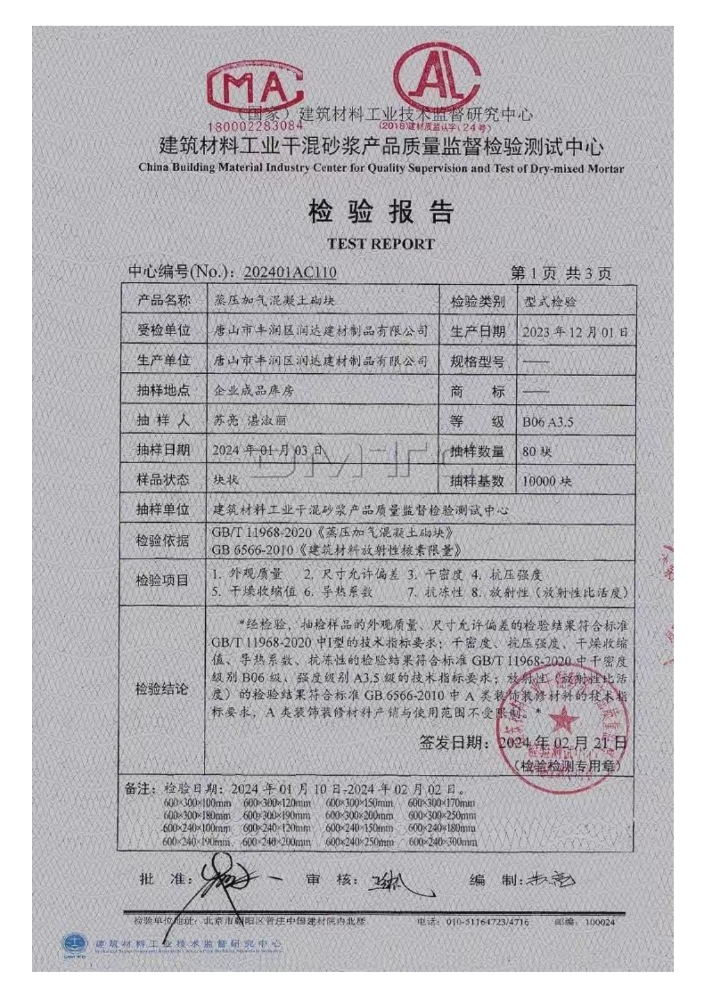 CMA
CAL
（国家）建筑材料工业技术监督研究中心
180002283084
(2018)建材质监认字(24号)
建筑材料工业干混砂浆产品质量监督检验测试中心
China Building Material Industry Center for Quality Supervision and Test of Dry-mixed Mortar
检验报告
TEST REPORT
中心编号(No.)：202401AC110 第1页 共3页
产品名称 蒸压加气混凝土砌块 检验类别 型式检验
受检单位 唐山市丰润区润达建材制品有限公司 生产日期 2023年12月01日
生产单位 唐山市丰润区润达建材制品有限公司 规格型号 ——
抽样地点 企业成品库房 商 标 ——
抽样人 苏亮 湛淑丽 等 级 B06 A3.5
抽样日期 2024年01月03日 抽样数量 80块
样品状态 块状 抽样基数 10000块
抽样单位 建筑材料工业干混砂浆产品质量监督检验测试中心
检验依据 GB/T 11968-2020《蒸压加气混凝土砌块》
GB 6566-2010《建筑材料放射性核素限量》
检验项目 1. 外观质量 2. 尺寸允许偏差 3. 干密度 4. 抗压强度
5. 干燥收缩值 6. 导热系数 7. 抗冻性 8. 放射性（放射性比活度）
检验结论 *经检验，抽检样品的外观质量、尺寸允许偏差的检验结果符合标准
GB/T 11968-2020中I型的技术指标要求；干密度、抗压强度、干燥收缩
值、导热系数、抗冻性的检验结果符合标准GB/T 11968-2020中干密度
级别B06级、强度级别A3.5级的技术指标要求；放射性（放射性比活
度）的检验结果符合标准GB 6566-2010中A类装饰装修材料的技术指
标要求，A类装饰装修材料产销与使用范围不受限制。*
签发日期：2024年02月21日
（检验检测专用章）
备注：检验日期：2024年01月10日-2024年02月02日。
600×300×100mm 600×300×120mm 600×300×150mm 600×300×170mm
600×300×180mm 600×300×190mm 600×300×200mm 600×300×250mm
600×240×100mm 600×240×120mm 600×240×150mm 600×240×180mm
600×240×190mm、600×240×200mm 600×240×250mm 600×240×300mm
批 准： 审 核： 编 制：苏亮
检验单位地址：北京市朝阳区管庄中国建材院内北楼 电话：010-51164723/4716 邮编：100024
建筑材料工业技术监督研究中心